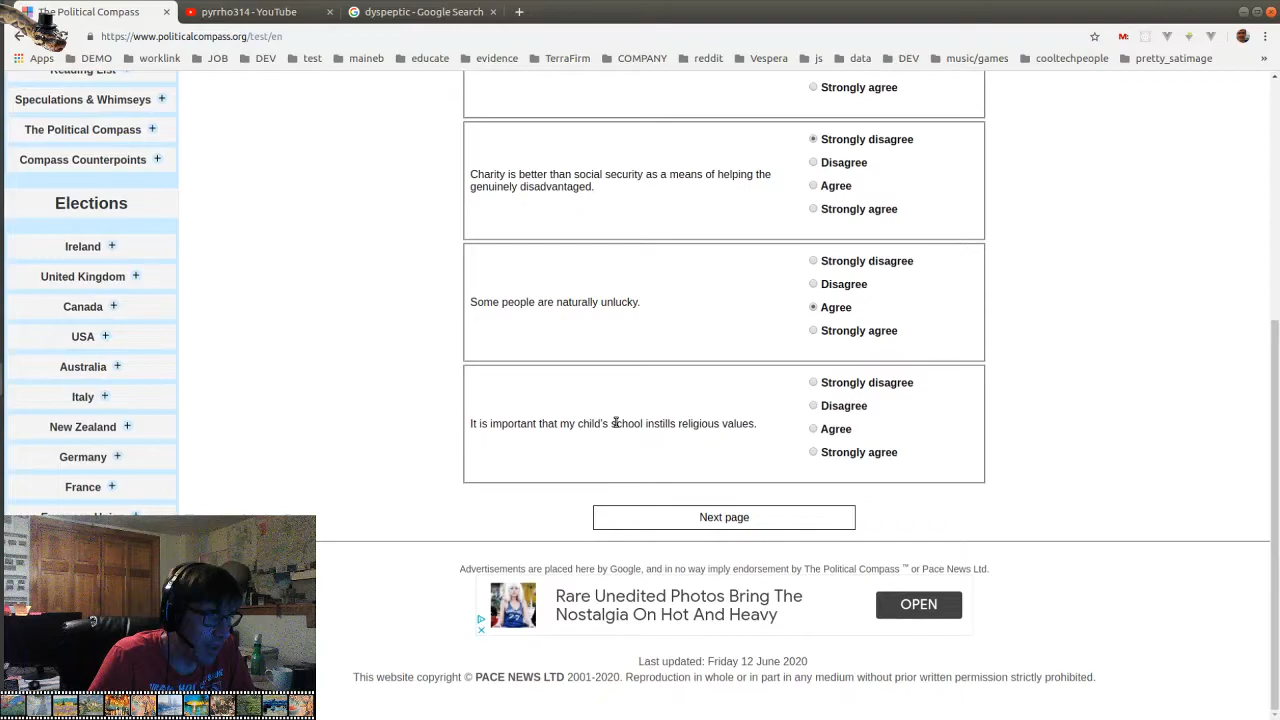 The Political Compass
pyrrho314 - YouTube
dyspeptic - Google Search
https://www.politicalcompass.org/test/en
Apps
DEMO
worklink
JOB
DEV
test
maineb
educate
evidence
TerraFirm
COMPANY
reddit
Vespera
js
data
DEV
music/games
cooltechpeople
pretty_satimage
»
Reading List +
Speculations & Whimseys +
The Political Compass +
Compass Counterpoints +
Elections
Ireland +
United Kingdom +
Canada +
USA +
Australia +
Italy +
New Zealand +
Germany +
France +
Strongly agree
Charity is better than social security as a means of helping the
genuinely disadvantaged.
Strongly disagree
Disagree
Agree
Strongly agree
Some people are naturally unlucky.
Strongly disagree
Disagree
Agree
Strongly agree
It is important that my child's school instills religious values.
Strongly disagree
Disagree
Agree
Strongly agree
Next page
Advertisements are placed here by Google, and in no way imply endorsement by The Political Compass ™ or Pace News Ltd.
Rare Unedited Photos Bring The
Nostalgia On Hot And Heavy
OPEN
Last updated: Friday 12 June 2020
This website copyright © PACE NEWS LTD 2001-2020. Reproduction in whole or in part in any medium without prior written permission strictly prohibited.